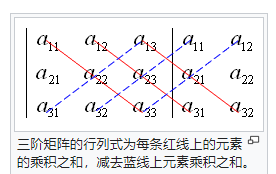 a11 a12 a13 a11 a12
a21 a22 a23 a21 a22
a31 a32 a33 a31 a32
三阶矩阵的行列式为每条红线上的元素
的乘积之和，减去蓝线上元素乘积之和。